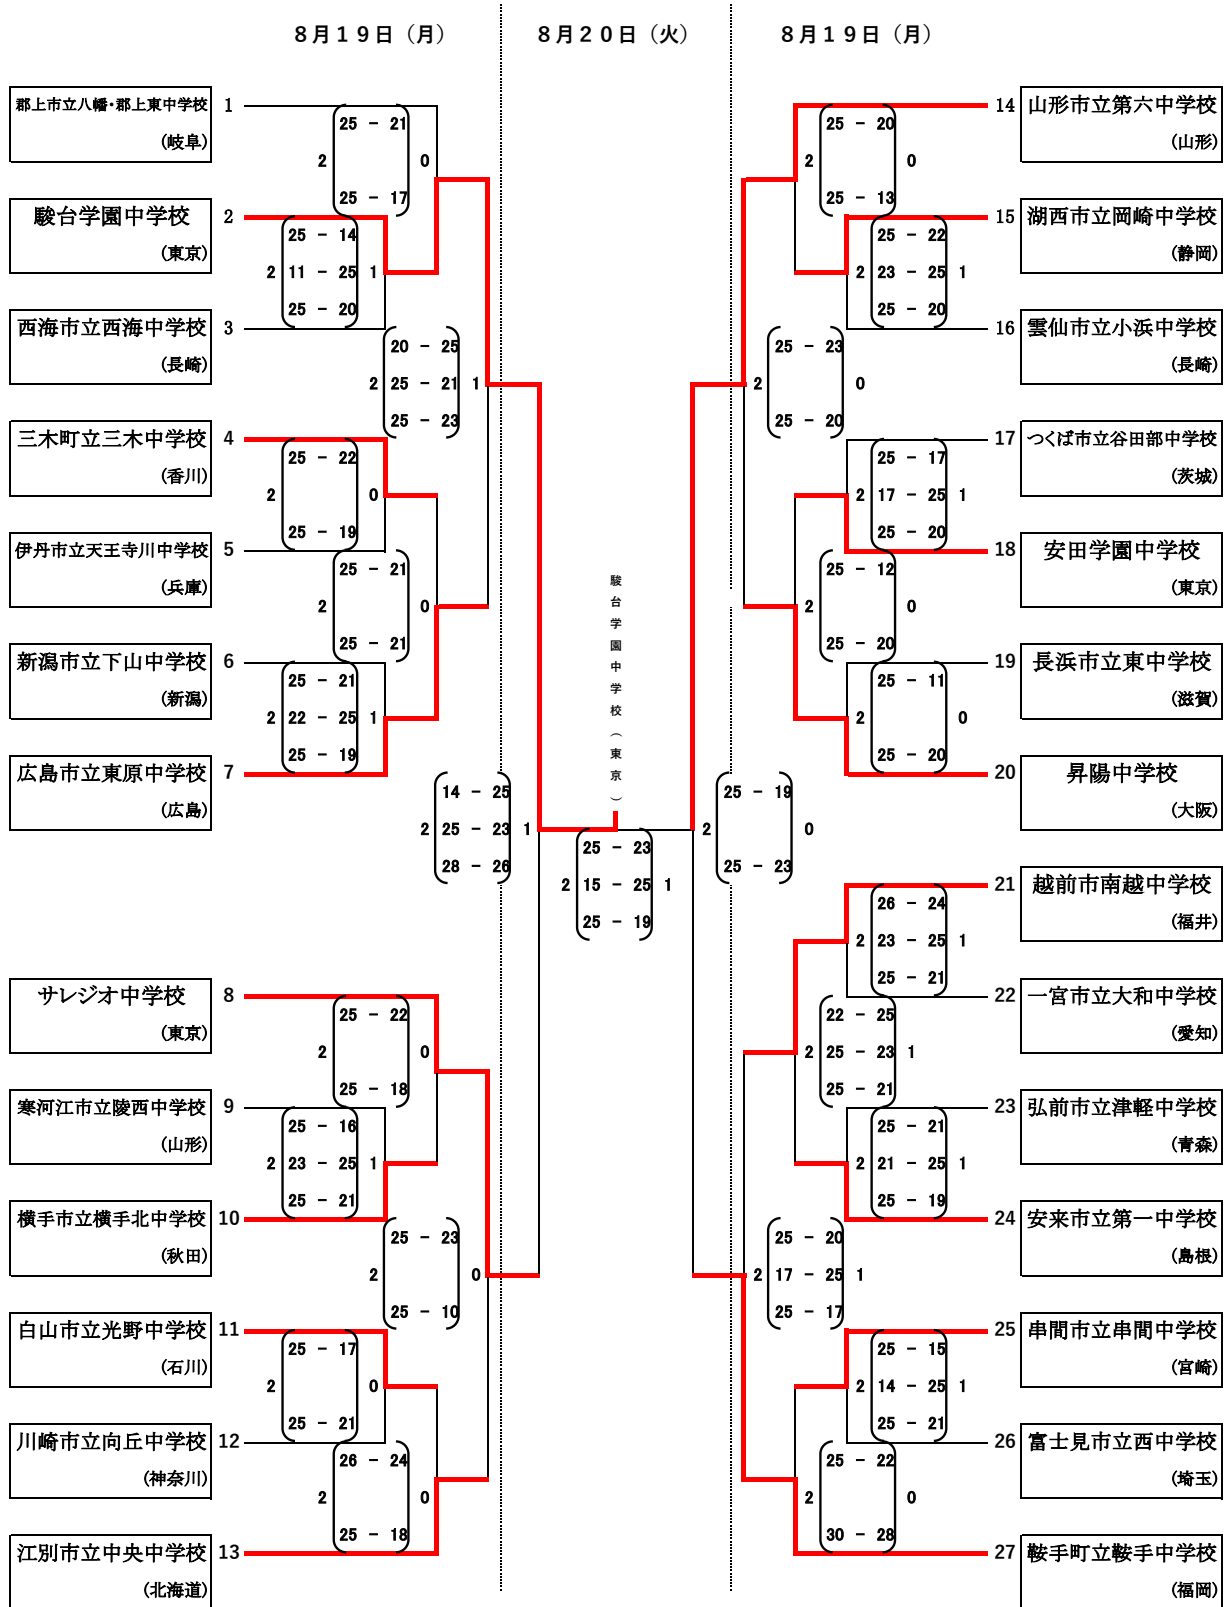 8月19日（月）
8月20日（火）
8月19日（月）
郡上市立八幡・郡上東中学校 1
(岐阜)
25 - 21
2 0
25 - 17
駿台学園中学校 2
(東京)
25 - 14
2 11 - 25 1
25 - 20
西海市立西海中学校 3
(長崎)
20 - 25
2 25 - 21 1
25 - 23
三木町立三木中学校 4
(香川)
25 - 22
2 0
25 - 19
伊丹市立天王寺川中学校 5
(兵庫)
25 - 21
2 0
25 - 21
新潟市立下山中学校 6
(新潟)
25 - 21
2 22 - 25 1
25 - 19
広島市立東原中学校 7
(広島)
14 - 25
2 25 - 23 1
28 - 26
サレジオ中学校 8
(東京)
25 - 22
2 0
25 - 18
寒河江市立陵西中学校 9
(山形)
25 - 16
2 23 - 25 1
25 - 21
横手市立横手北中学校 10
(秋田)
25 - 23
2 0
25 - 10
白山市立光野中学校 11
(石川)
25 - 17
2 0
25 - 21
川崎市立向丘中学校 12
(神奈川)
26 - 24
2 0
25 - 18
江別市立中央中学校 13
(北海道)
駿台学園中学校（東京）
25 - 23
2 15 - 25 1
25 - 19
14 山形市立第六中学校
(山形)
25 - 20
2 0
25 - 13
15 湖西市立岡崎中学校
(静岡)
25 - 22
2 23 - 25 1
25 - 20
16 雲仙市立小浜中学校
(長崎)
25 - 23
2 0
25 - 20
17 つくば市立谷田部中学校
(茨城)
25 - 17
2 17 - 25 1
25 - 20
18 安田学園中学校
(東京)
25 - 12
2 0
25 - 20
19 長浜市立東中学校
(滋賀)
25 - 11
2 0
25 - 20
20 昇陽中学校
(大阪)
25 - 19
2 0
25 - 23
21 越前市南越中学校
(福井)
26 - 24
2 23 - 25 1
25 - 21
22 一宮市立大和中学校
(愛知)
22 - 25
2 25 - 23 1
25 - 21
23 弘前市立津軽中学校
(青森)
25 - 21
2 21 - 25 1
25 - 19
24 安来市立第一中学校
(島根)
25 - 20
2 17 - 25 1
25 - 17
25 串間市立串間中学校
(宮崎)
25 - 15
2 14 - 25 1
25 - 21
26 富士見市立西中学校
(埼玉)
25 - 22
2 0
30 - 28
27 鞍手町立鞍手中学校
(福岡)